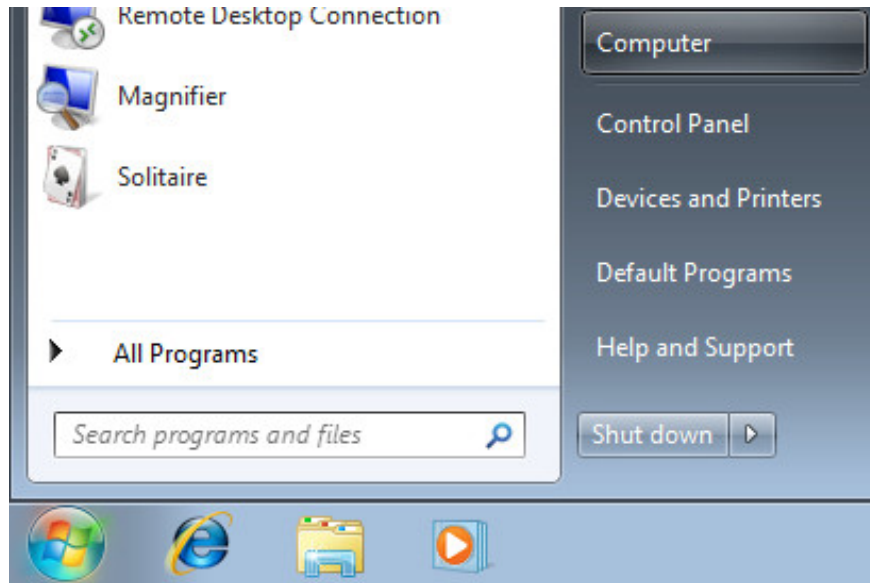 Remote Desktop Connection
Magnifier
Solitaire
All Programs
Search programs and files
Computer
Control Panel
Devices and Printers
Default Programs
Help and Support
Shut down